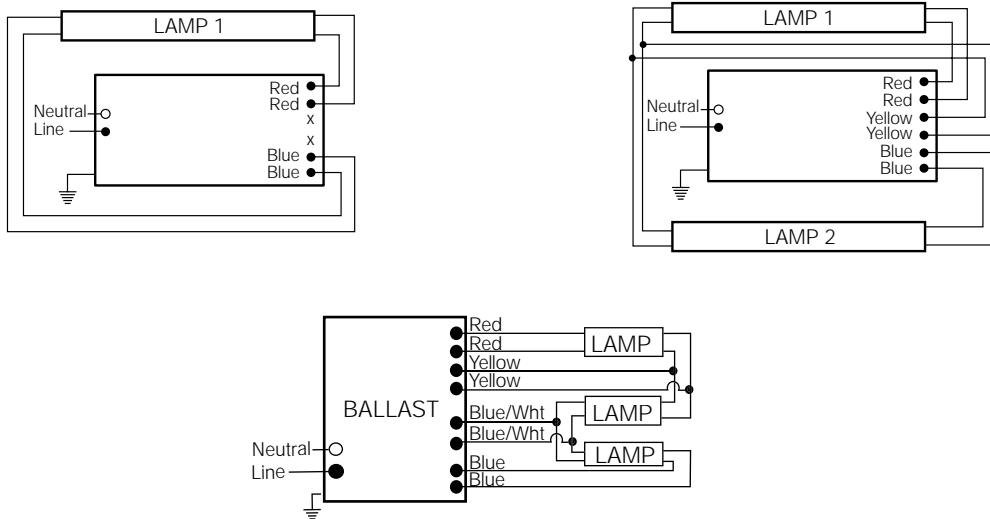 LAMP 1
Red
Red
Neutral
x
Line
x
Blue
Blue
LAMP 1
Red
Red
Neutral
Yellow
Line
Yellow
Blue
Blue
LAMP 2
Red
Red
LAMP
Yellow
Yellow
BALLAST
Blue/Wht
LAMP
Blue/Wht
Neutral
LAMP
Line
Blue
Blue